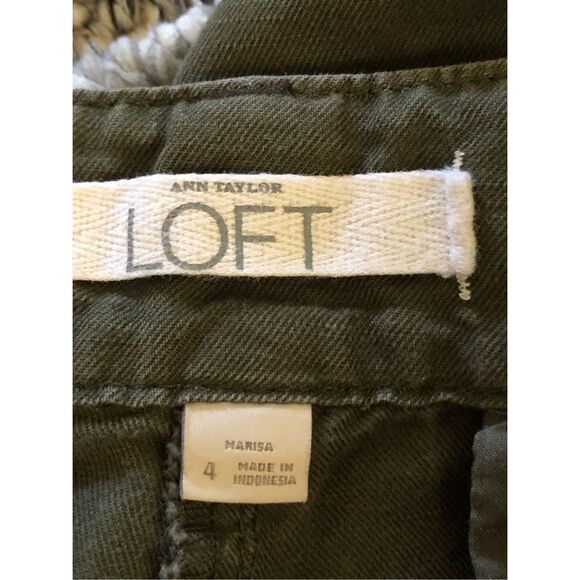 ANN TAYLOR
LOFT
MARISA
4 MADE IN
INDONESIA